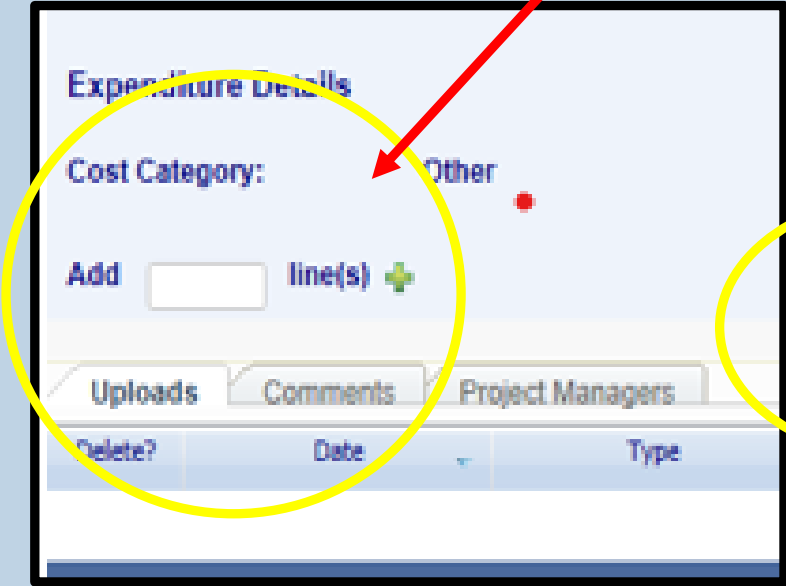 Expenditure Details
Cost Category: Other
Add line(s)
Uploads Comments Project Managers
Delete? Date Type